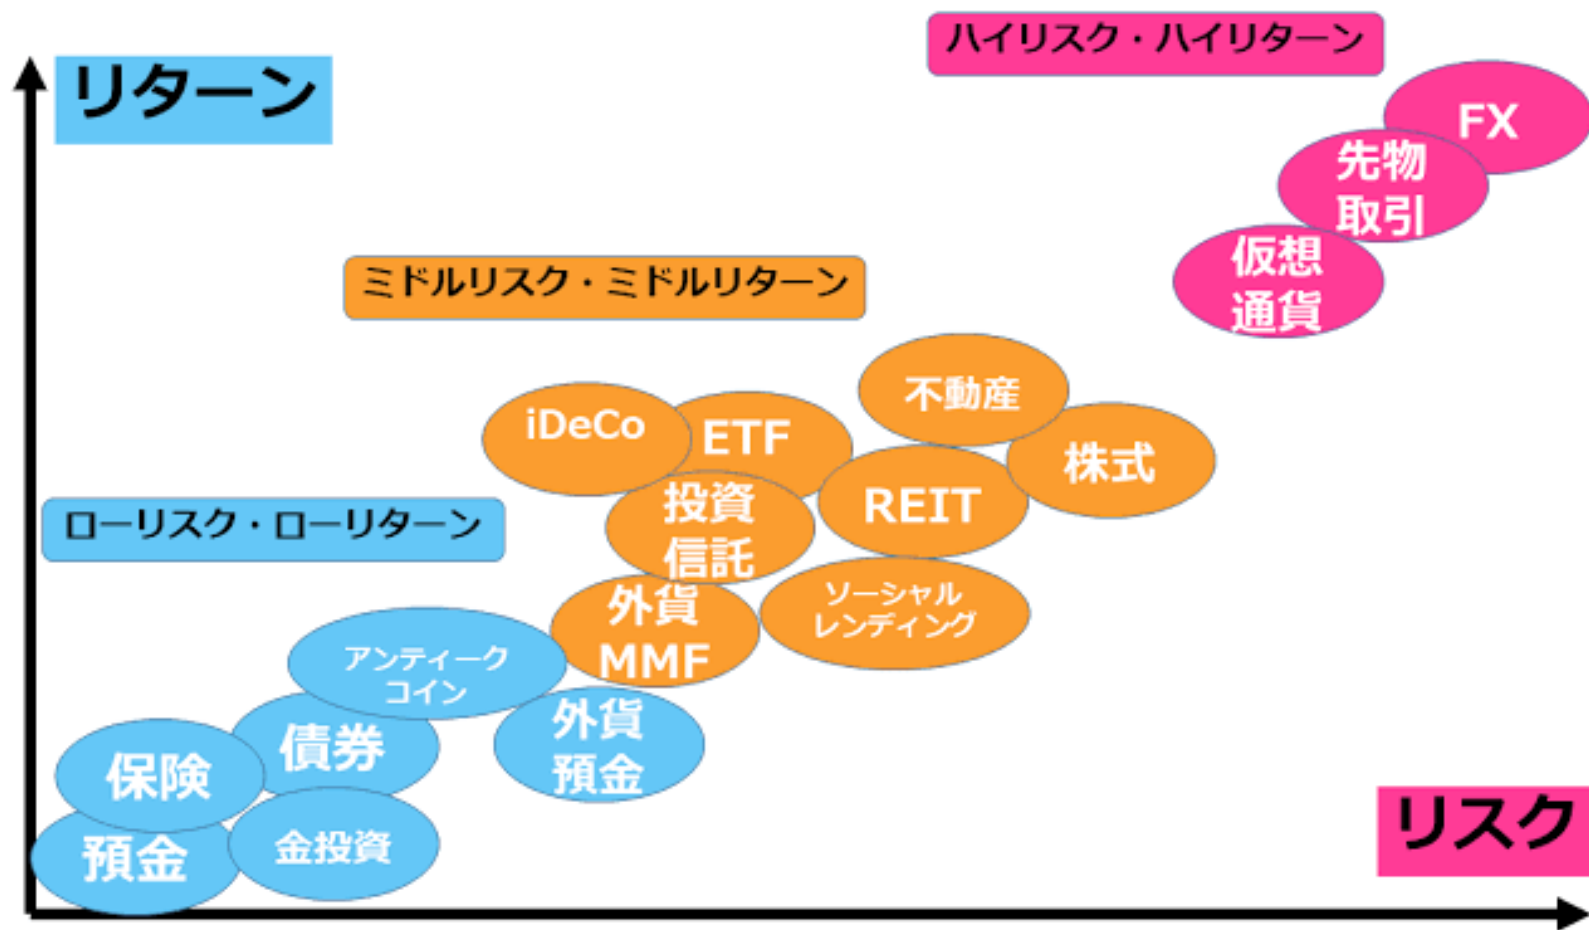 ハイリスク・ハイリターン
リターン
FX
先物
取引
仮想
通貨
ミドルリスク・ミドルリターン
不動産
iDeCo
ETF
株式
投資
信託
REIT
ローリスク・ローリターン
外貨
MMF
ソーシャル
レンディング
アンティーク
コイン
外貨
預金
債券
保険
金投資
預金
リスク